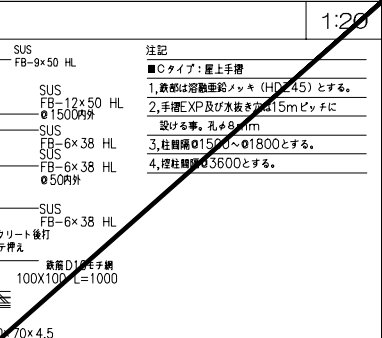 1:20
SUS
FB-9×50 HL
SUS
FB-12×50 HL
@1500内外
SUS
FB-6×38 HL
SUS
FB-6×38 HL
@50内外
SUS
FB-6×38 HL
クリート後打
テ押え
鉄筋D10モチ網
100X100 L=1000
70×4.5
注記
■Cタイプ:屋上手摺
1,鉄部は溶融亜鉛メッキ(HDZ45)とする。
2,手摺EXP及び水抜き穴は15mピッチに
設ける事。孔φ8mm
3,柱間隔@1500~@1800とする。
4,控柱間隔@3600とする。